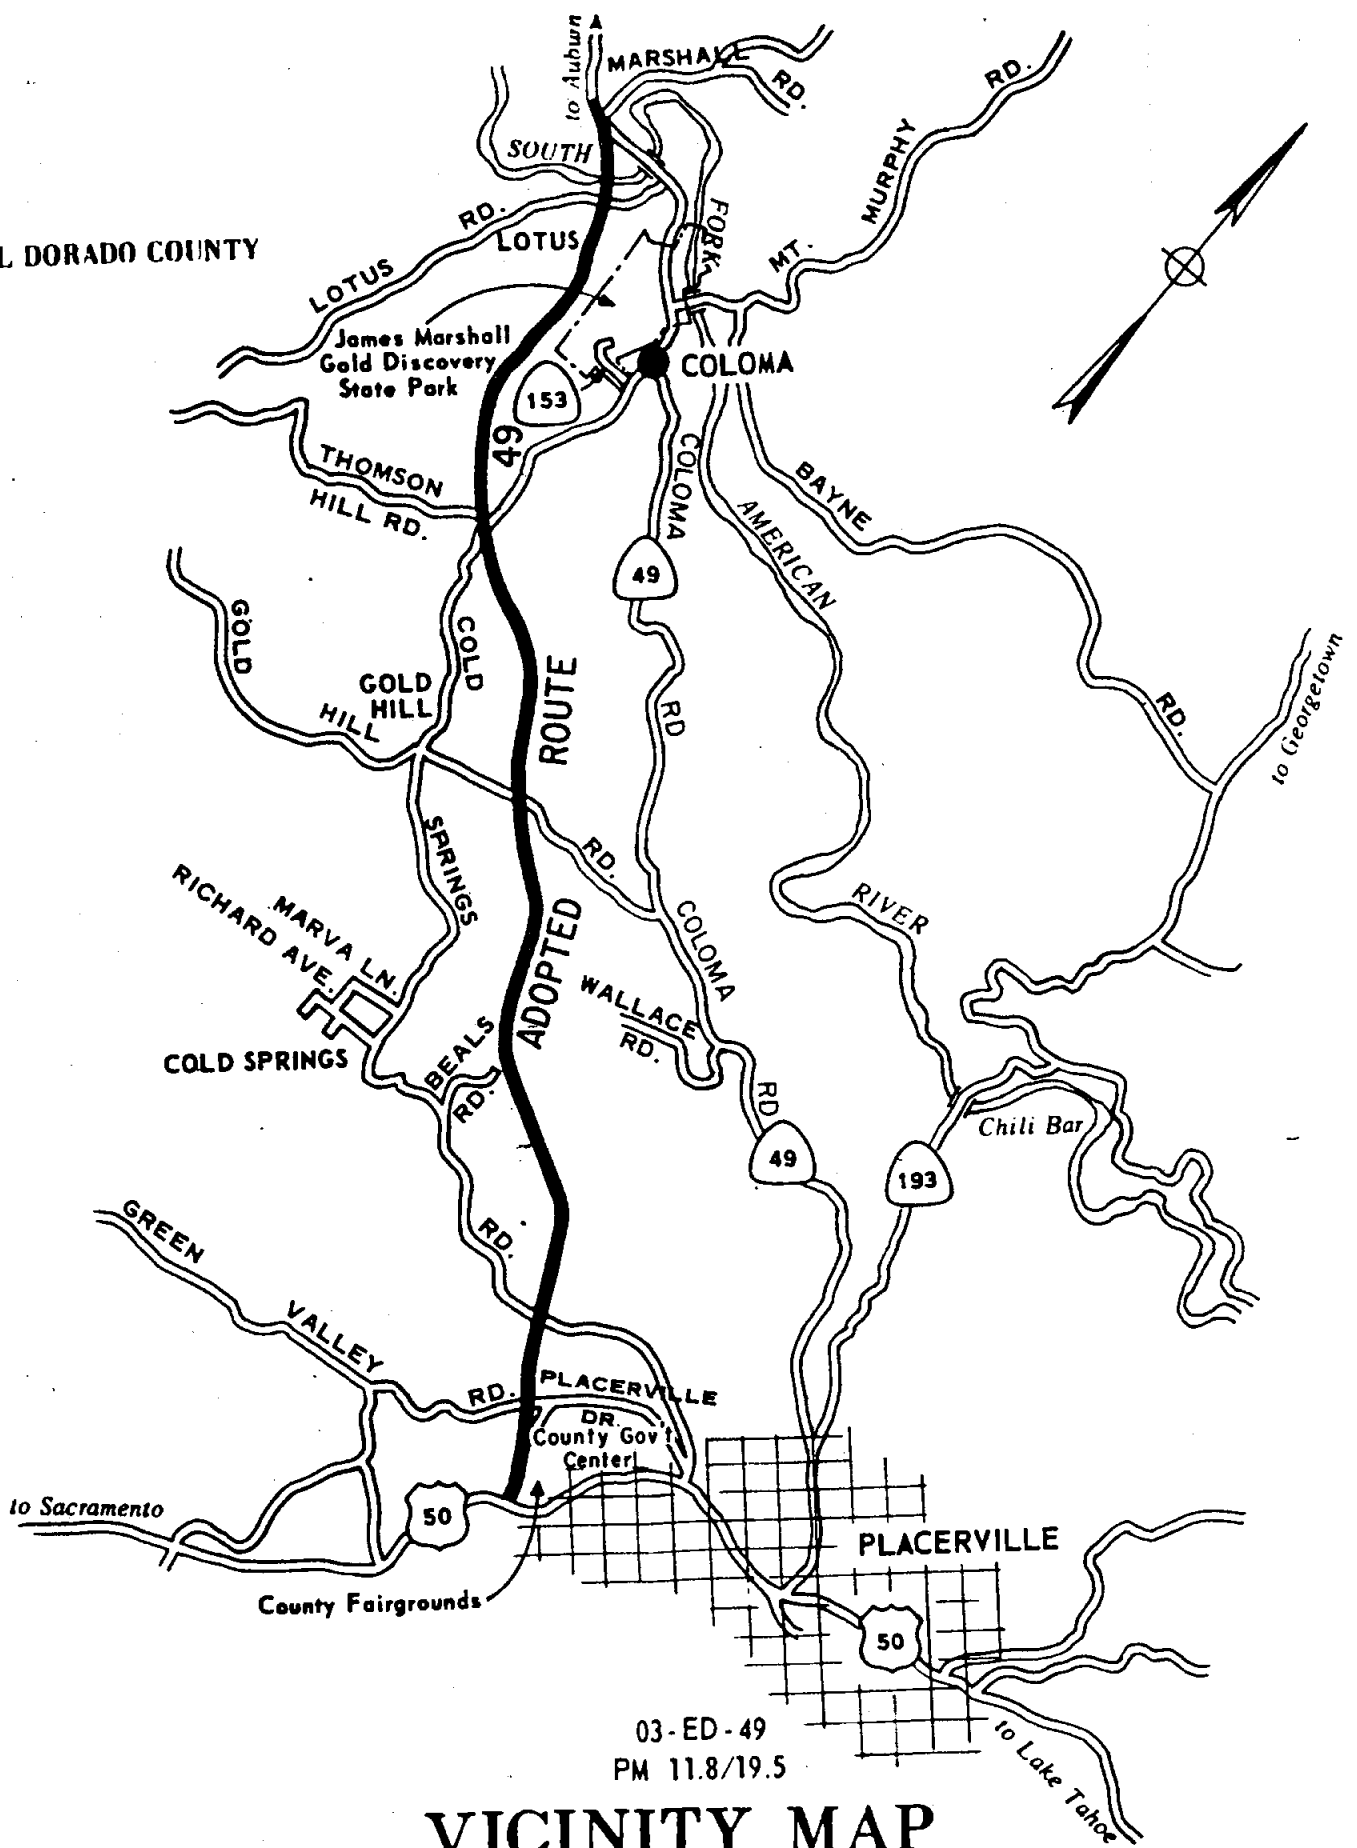 to Auburn
MARSHALL
RD.
RD.
MURPHY
MT.
SOUTH
FORK
RD.
LOTUS
LOTUS
L DORADO COUNTY
James Marshall
Gold Discovery
State Park
153
COLOMA
49
THOMSON
HILL RD.
COLOMA
49
RD
AMERICAN
BAYNE
RD.
to Georgetown
GOLD
HILL
COLD
GOLD
HILL
ROUTE
RD.
SPRINGS
MARVA LN.
RICHARD AVE.
COLD SPRINGS
BEALS
RD.
ADOPTED
WALLACE
RD.
COLOMA
RD
49
RIVER
193
Chili Bar
RD.
GREEN
VALLEY
RD.
PLACERVILLE
DR.
County Gov't
Center
to Sacramento
50
County Fairgrounds
PLACERVILLE
50
to Lake Tahoe
03-ED-49
PM 11.8/19.5
VICINITY MAP